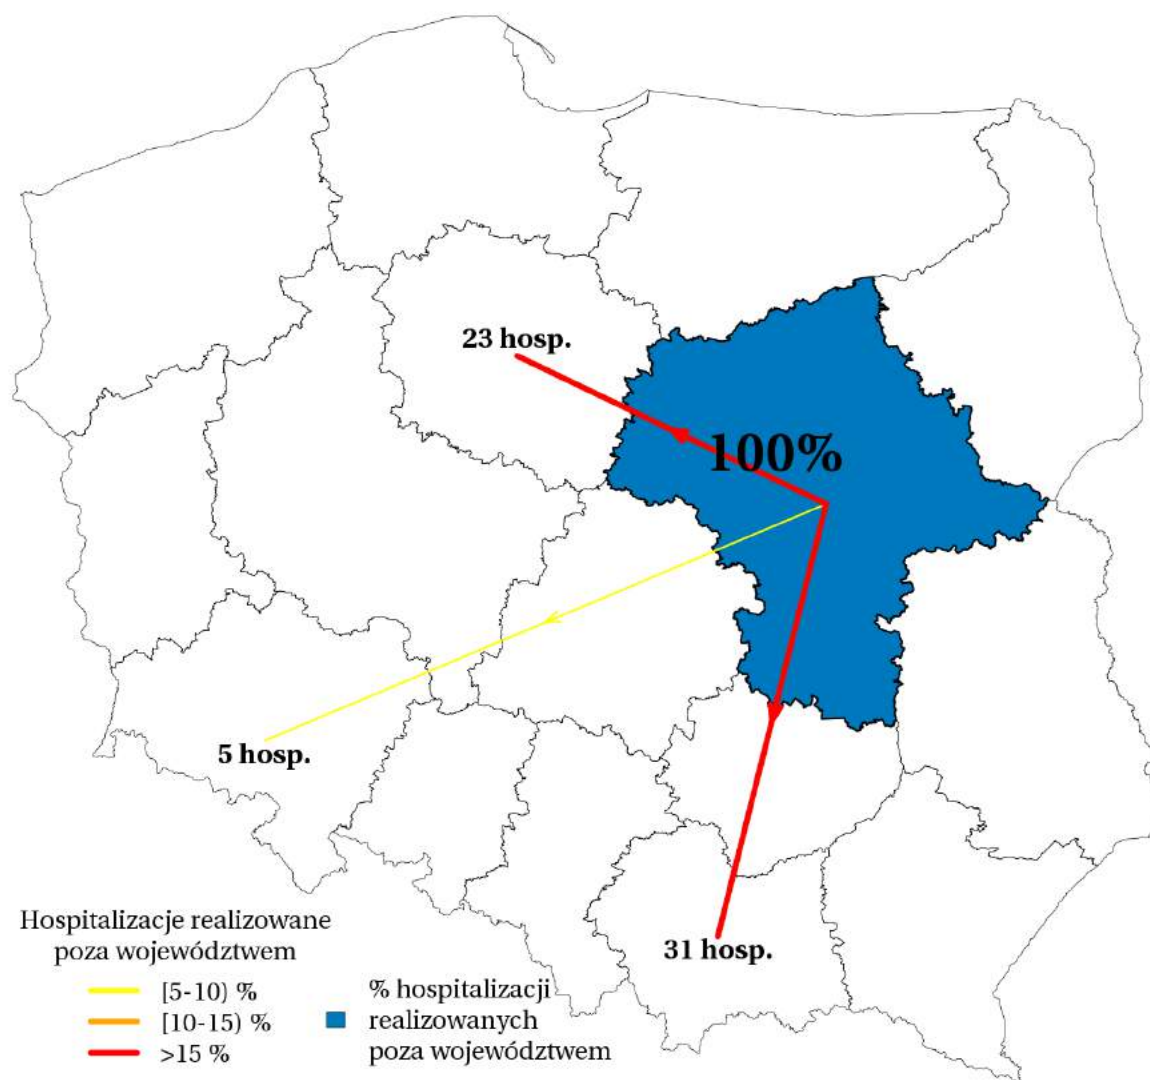 23 hosp.
100%
5 hosp.
31 hosp.
Hospitalizacje realizowane
poza województwem
[5-10) %
[10-15) %
>15 %
% hospitalizacji
realizowanych
poza województwem